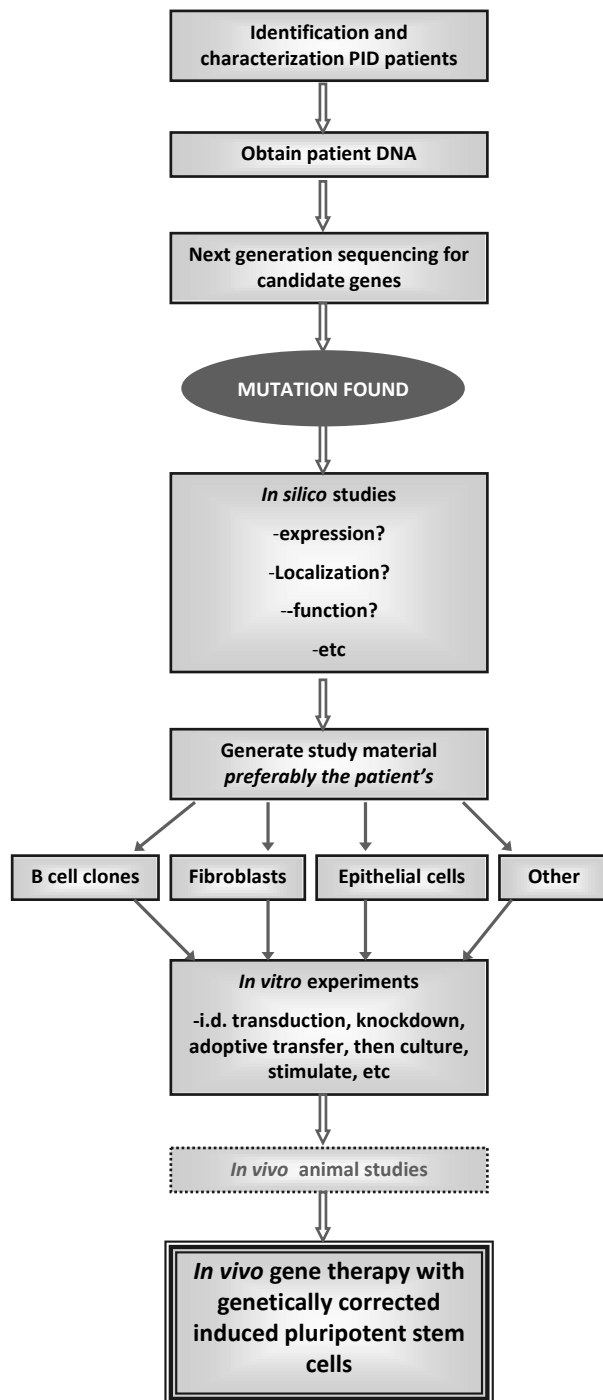 Identification and
characterization PID patients
Obtain patient DNA
Next generation sequencing for
candidate genes
MUTATION FOUND
In silico studies
-expression?
-Localization?
--function?
-etc
Generate study material
preferably the patient's
B cell clones
Fibroblasts
Epithelial cells
Other
In vitro experiments
-i.d. transduction, knockdown,
adoptive transfer, then culture,
stimulate, etc
In vivo animal studies
In vivo gene therapy with
genetically corrected
induced pluripotent stem
cells